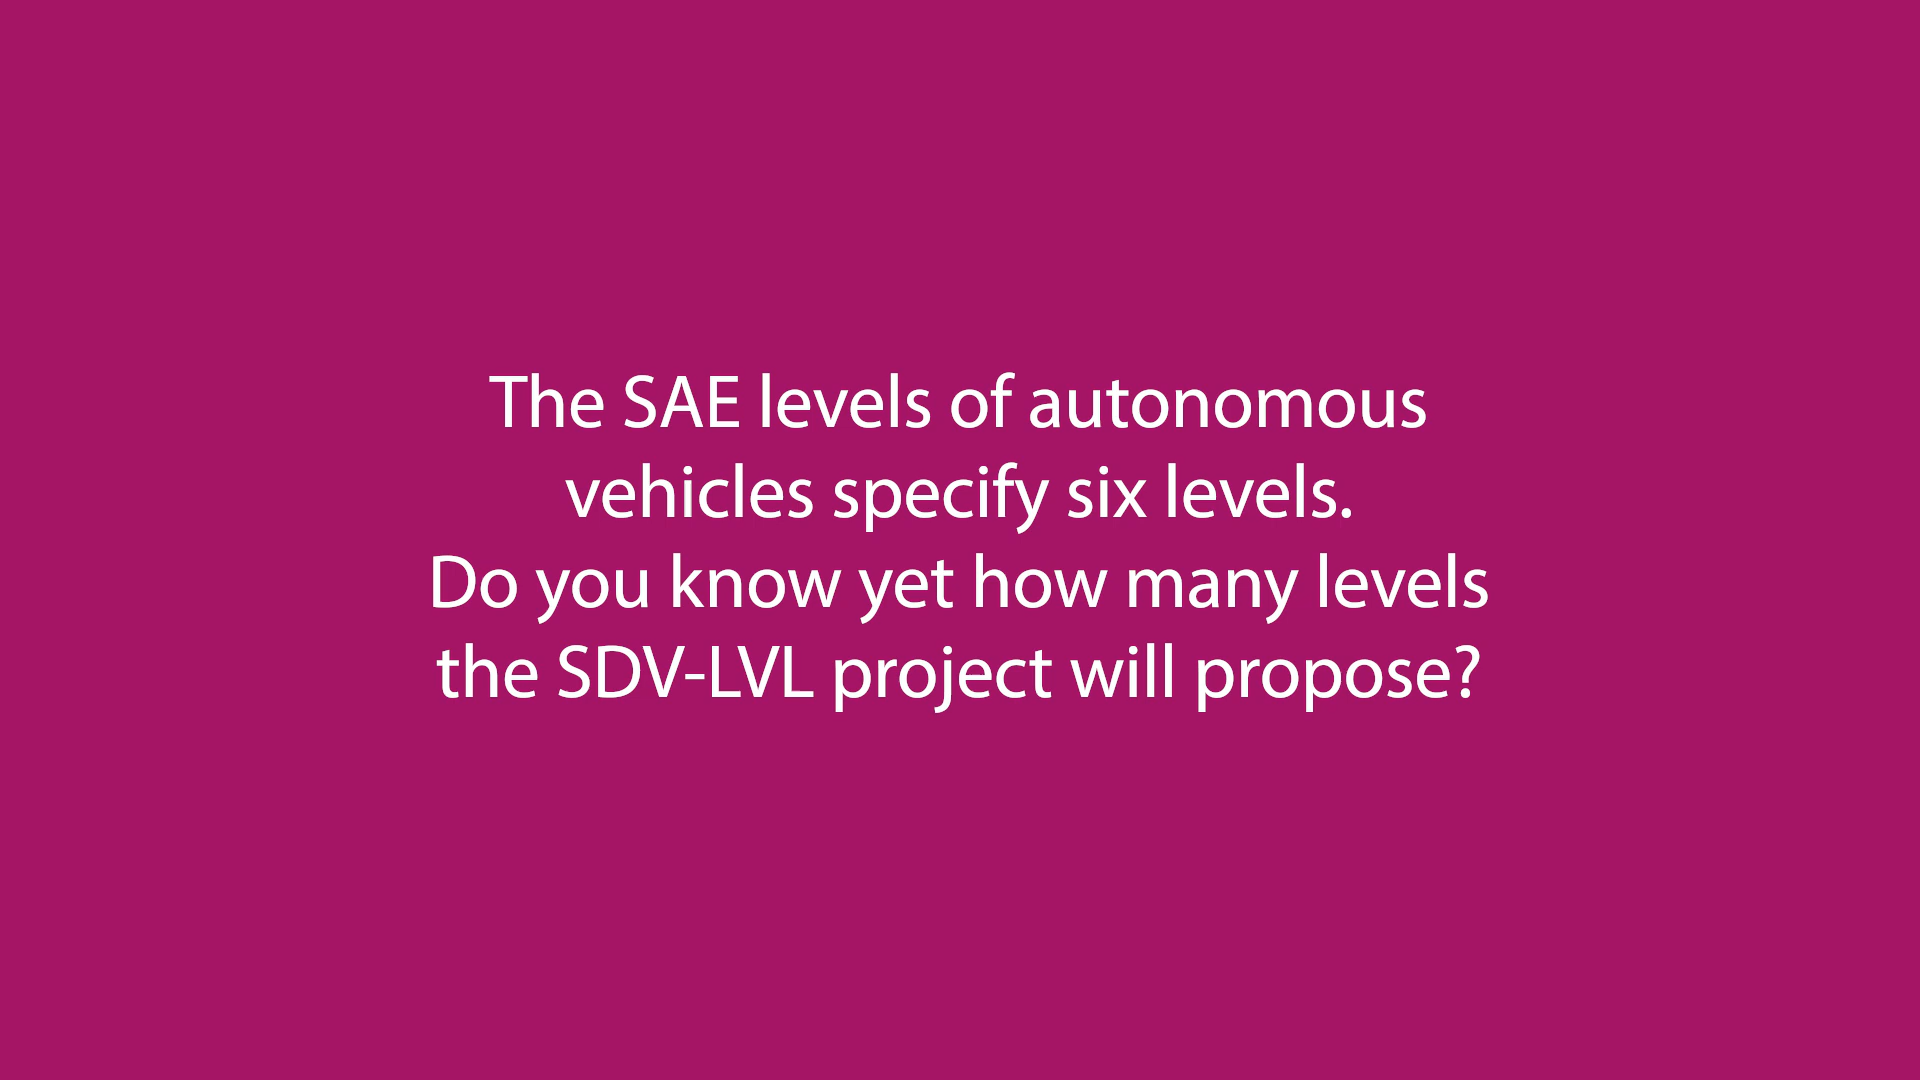 The SAE levels of autonomous
vehicles specify six levels.
Do you know yet how many levels
the SDV-LVL project will propose?